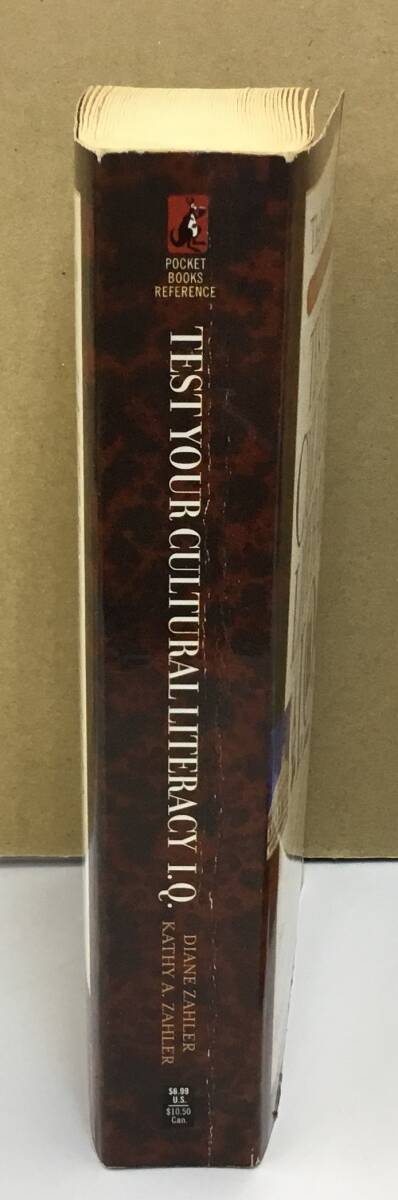 POCKET
BOOKS
REFERENCE
TEST YOUR CULTURAL LITERACY I.Q.
DIANE ZAHLER
KATHY A. ZAHLER
$6.99
U.S.
$10.50
Can.